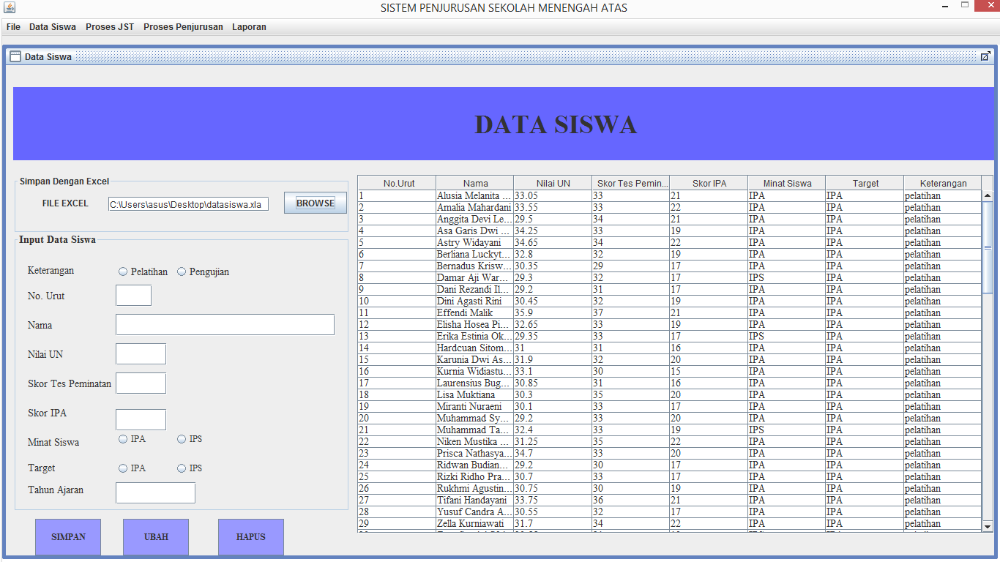 SISTEM PENJURUSAN SEKOLAH MENENGAH ATAS
File Data Siswa Proses JST Proses Penjurusan Laporan
Data Siswa
DATA SISWA
Simpan Dengan Excel
FILE EXCEL C:\Users\asus\Desktop\datasiswa.xla BROWSE
Input Data Siswa
Keterangan Pelatihan Pengujian
No. Urut
Nama
Nilai UN
Skor Tes Peminatan
Skor IPA
Minat Siswa IPA IPS
Target IPA IPS
Tahun Ajaran
SIMPAN UBAH HAPUS
No.Urut Nama Nilai UN Skor Tes Pemin... Skor IPA Minat Siswa Target Keterangan
1 Alusia Melanita ... 33.05 33 21 IPA IPA pelatihan
2 Amalia Mahardani 33.55 33 22 IPA IPA pelatihan
3 Anggita Devi Le... 29.5 34 21 IPA IPA pelatihan
4 Asa Garis Dwi ... 34.25 33 19 IPA IPA pelatihan
5 Astry Widayani 34.65 34 22 IPA IPA pelatihan
6 Berliana Luckyt... 32.8 32 19 IPA IPA pelatihan
7 Bernadus Krisw... 30.35 29 17 IPA IPA pelatihan
8 Damar Aji War... 29.3 32 17 IPS IPA pelatihan
9 Dani Rezandi Il... 29.2 31 17 IPA IPA pelatihan
10 Dini Agasti Rini 30.45 32 19 IPA IPA pelatihan
11 Effendi Malik 35.9 37 21 IPA IPA pelatihan
12 Elisha Hosea Pi... 32.65 33 19 IPA IPA pelatihan
13 Erika Estinia Ok... 29.35 33 17 IPS IPA pelatihan
14 Hardcuan Sitom... 31 31 16 IPA IPA pelatihan
15 Karunia Dwi As... 31.9 32 20 IPA IPA pelatihan
16 Kurnia Widiastu... 33.1 30 15 IPA IPA pelatihan
17 Laurensius Bug... 30.85 31 16 IPA IPA pelatihan
18 Lisa Muktiana 30.3 35 20 IPA IPA pelatihan
19 Miranti Nuraeni 30.1 33 17 IPA IPA pelatihan
20 Muhammad Sy... 29.2 33 20 IPA IPA pelatihan
21 Muhammad Ta... 32.4 33 19 IPS IPA pelatihan
22 Niken Mustika ... 31.25 35 22 IPA IPA pelatihan
23 Prisca Nathasya... 34.7 33 20 IPA IPA pelatihan
24 Ridwan Budian... 29.2 30 17 IPA IPA pelatihan
25 Rizki Ridho Pra... 30.7 33 17 IPA IPA pelatihan
26 Rukhmi Agustin... 30.75 30 19 IPA IPA pelatihan
27 Tifani Handayani 33.75 36 21 IPA IPA pelatihan
28 Yusuf Candra A... 30.55 32 17 IPA IPA pelatihan
29 Zella Kurniawati 31.7 34 22 IPA IPA pelatihan